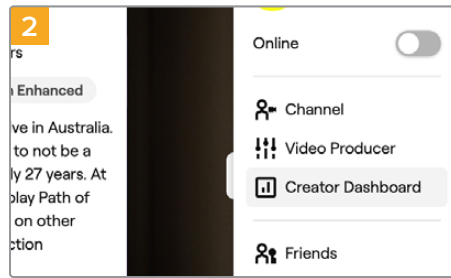 2
rs
Enhanced
ve in Australia.
to not be a
ly 27 years. At
play Path of
on other
ction
Online
Channel
Video Producer
Creator Dashboard
Friends